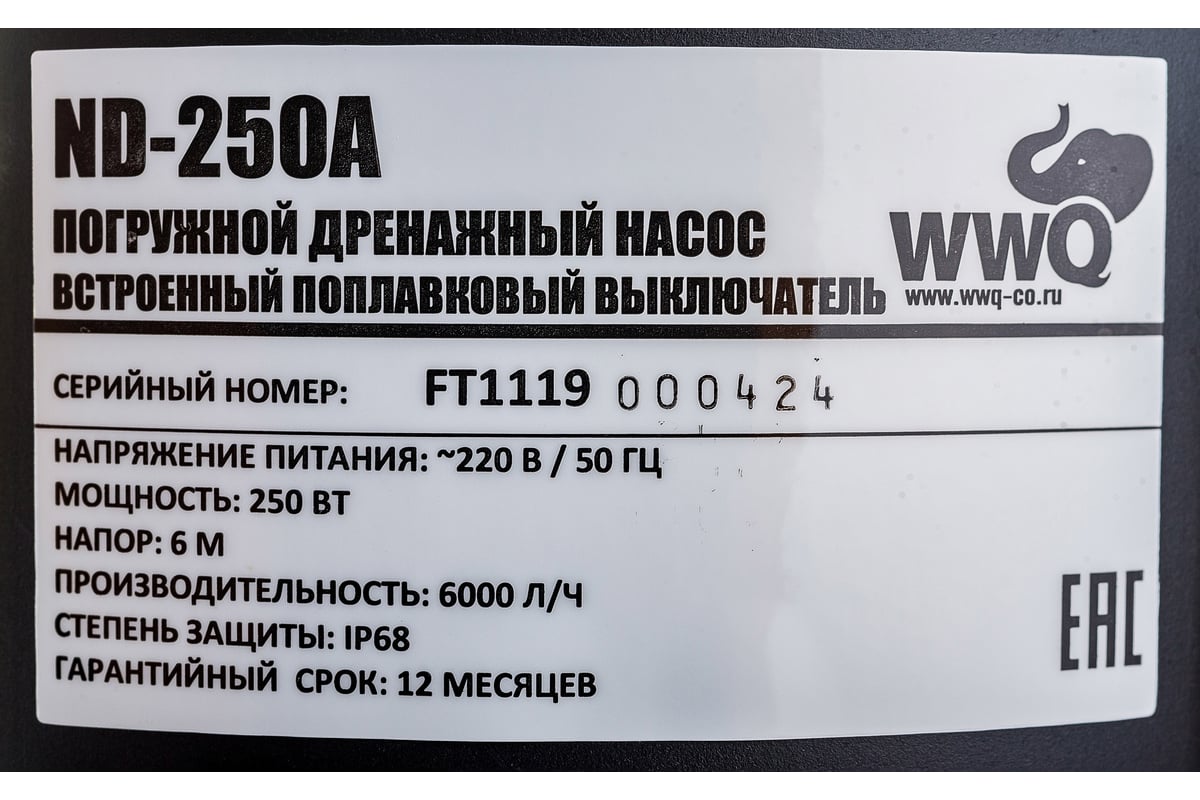 ND-250A
ПОГРУЖНОЙ ДРЕНАЖНЫЙ НАСОС
ВСТРОЕННЫЙ ПОПЛАВКОВЫЙ ВЫКЛЮЧАТЕЛЬ
WWQ
www.wwq-co.ru
СЕРИЙНЫЙ НОМЕР: FT1119 000424
НАПРЯЖЕНИЕ ПИТАНИЯ: ~220 В / 50 ГЦ
МОЩНОСТЬ: 250 ВТ
НАПОР: 6 М
ПРОИЗВОДИТЕЛЬНОСТЬ: 6000 Л/Ч
СТЕПЕНЬ ЗАЩИТЫ: IP68
ГАРАНТИЙНЫЙ СРОК: 12 МЕСЯЦЕВ
EAC